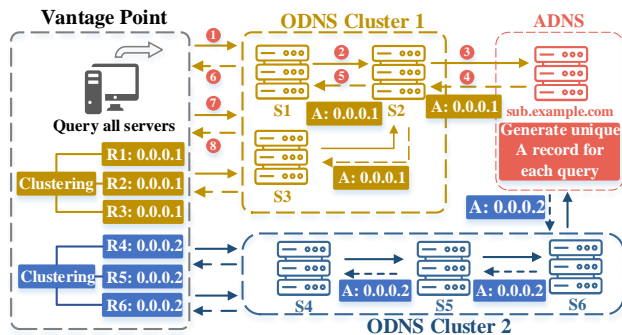 Vantage Point
ODNS Cluster 1
ADNS
1
2
3
6
5
4
7
8
S1
S2
A: 0.0.0.1
A: 0.0.0.1
sub.example.com
Query all servers
Generate unique
A record for
each query
R1: 0.0.0.1
Clustering
R2: 0.0.0.1
R3: 0.0.0.1
S3
A: 0.0.0.1
A: 0.0.0.2
R4: 0.0.0.2
Clustering
R5: 0.0.0.2
R6: 0.0.0.2
A: 0.0.0.2
A: 0.0.0.2
S4
S5
S6
ODNS Cluster 2